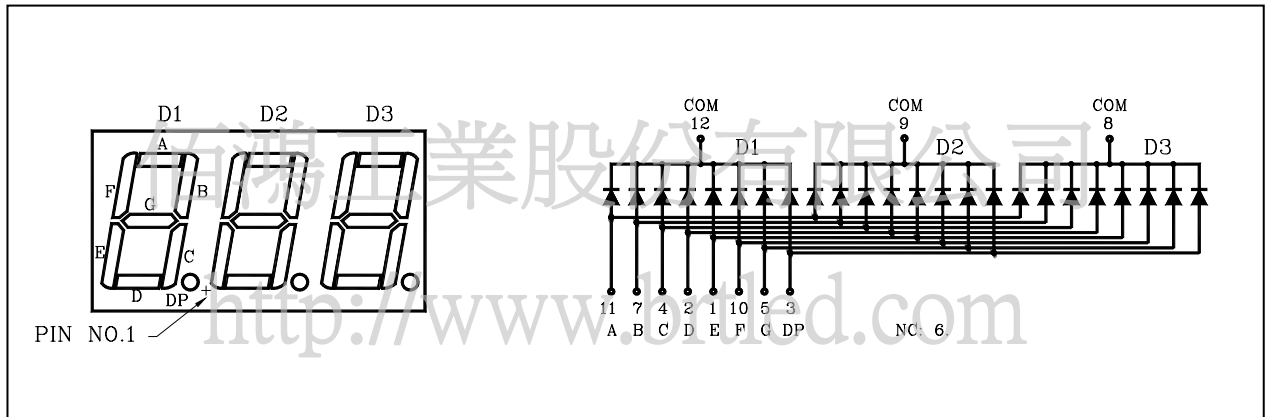 D1 D2 D3
A
F B
G
E C
D DP
+
PIN NO.1
COM COM COM
12 9 8
D1 D2 D3
11 7 4 2 1 10 5 3
A B C D E F G DP NC: 6.
佰鴻工業股份有限公司
http://www.brtled.com